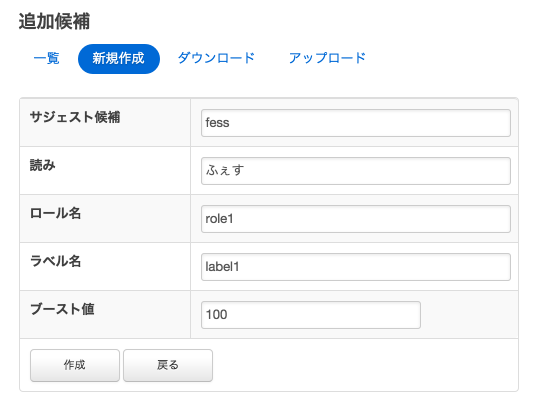 追加候補
一覧 新規作成 ダウンロード アップロード
サジェスト候補 fess
読み ふぇす
ロール名 role1
ラベル名 label1
ブースト値 100
作成 戻る